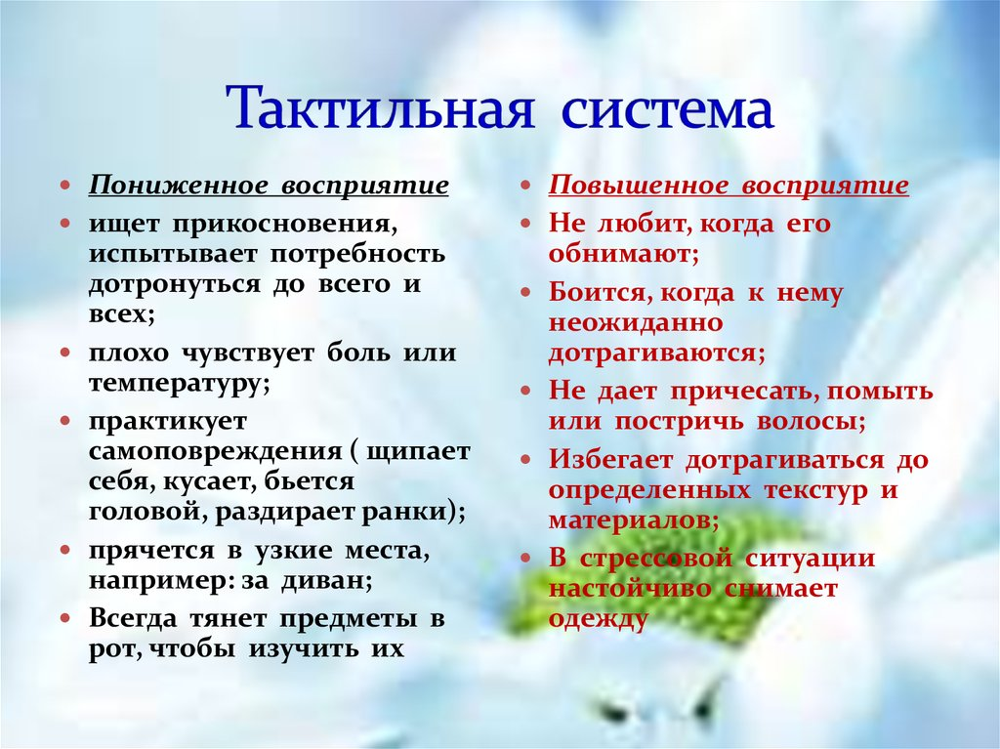 Тактильная система
Пониженное восприятие
ищет прикосновения,
испытывает потребность
дотронуться до всего и
всех;
плохо чувствует боль или
температуру;
практикует
самоповреждения ( щипает
себя, кусает, бьется
головой, раздирает ранки);
прячется в узкие места,
например: за диван;
Всегда тянет предметы в
рот, чтобы изучить их
Повышенное восприятие
Не любит, когда его
обнимают;
Боится, когда к нему
неожиданно
дотрагиваются;
Не дает причесать, помыть
или постричь волосы;
Избегает дотрагиваться до
определенных текстур и
материалов;
В стрессовой ситуации
настойчиво снимает
одежду